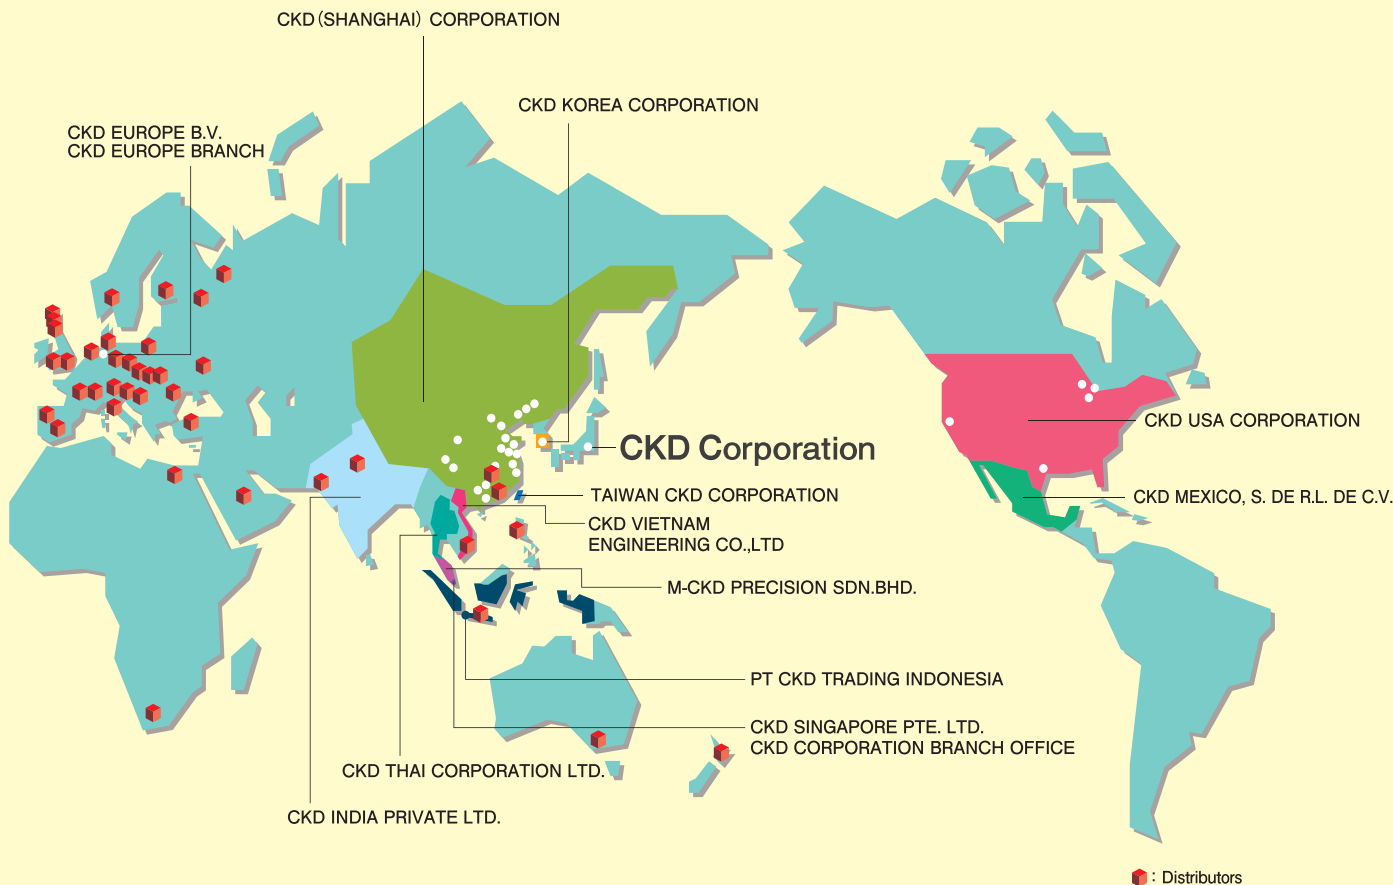 CKD (SHANGHAI) CORPORATION
CKD KOREA CORPORATION
CKD EUROPE B.V.
CKD EUROPE BRANCH
CKD USA CORPORATION
CKD Corporation
TAIWAN CKD CORPORATION
CKD MEXICO, S. DE R.L. DE C.V.
CKD VIETNAM
ENGINEERING CO.,LTD
M-CKD PRECISION SDN.BHD.
PT CKD TRADING INDONESIA
CKD SINGAPORE PTE. LTD.
CKD CORPORATION BRANCH OFFICE
CKD THAI CORPORATION LTD.
CKD INDIA PRIVATE LTD.
: Distributors